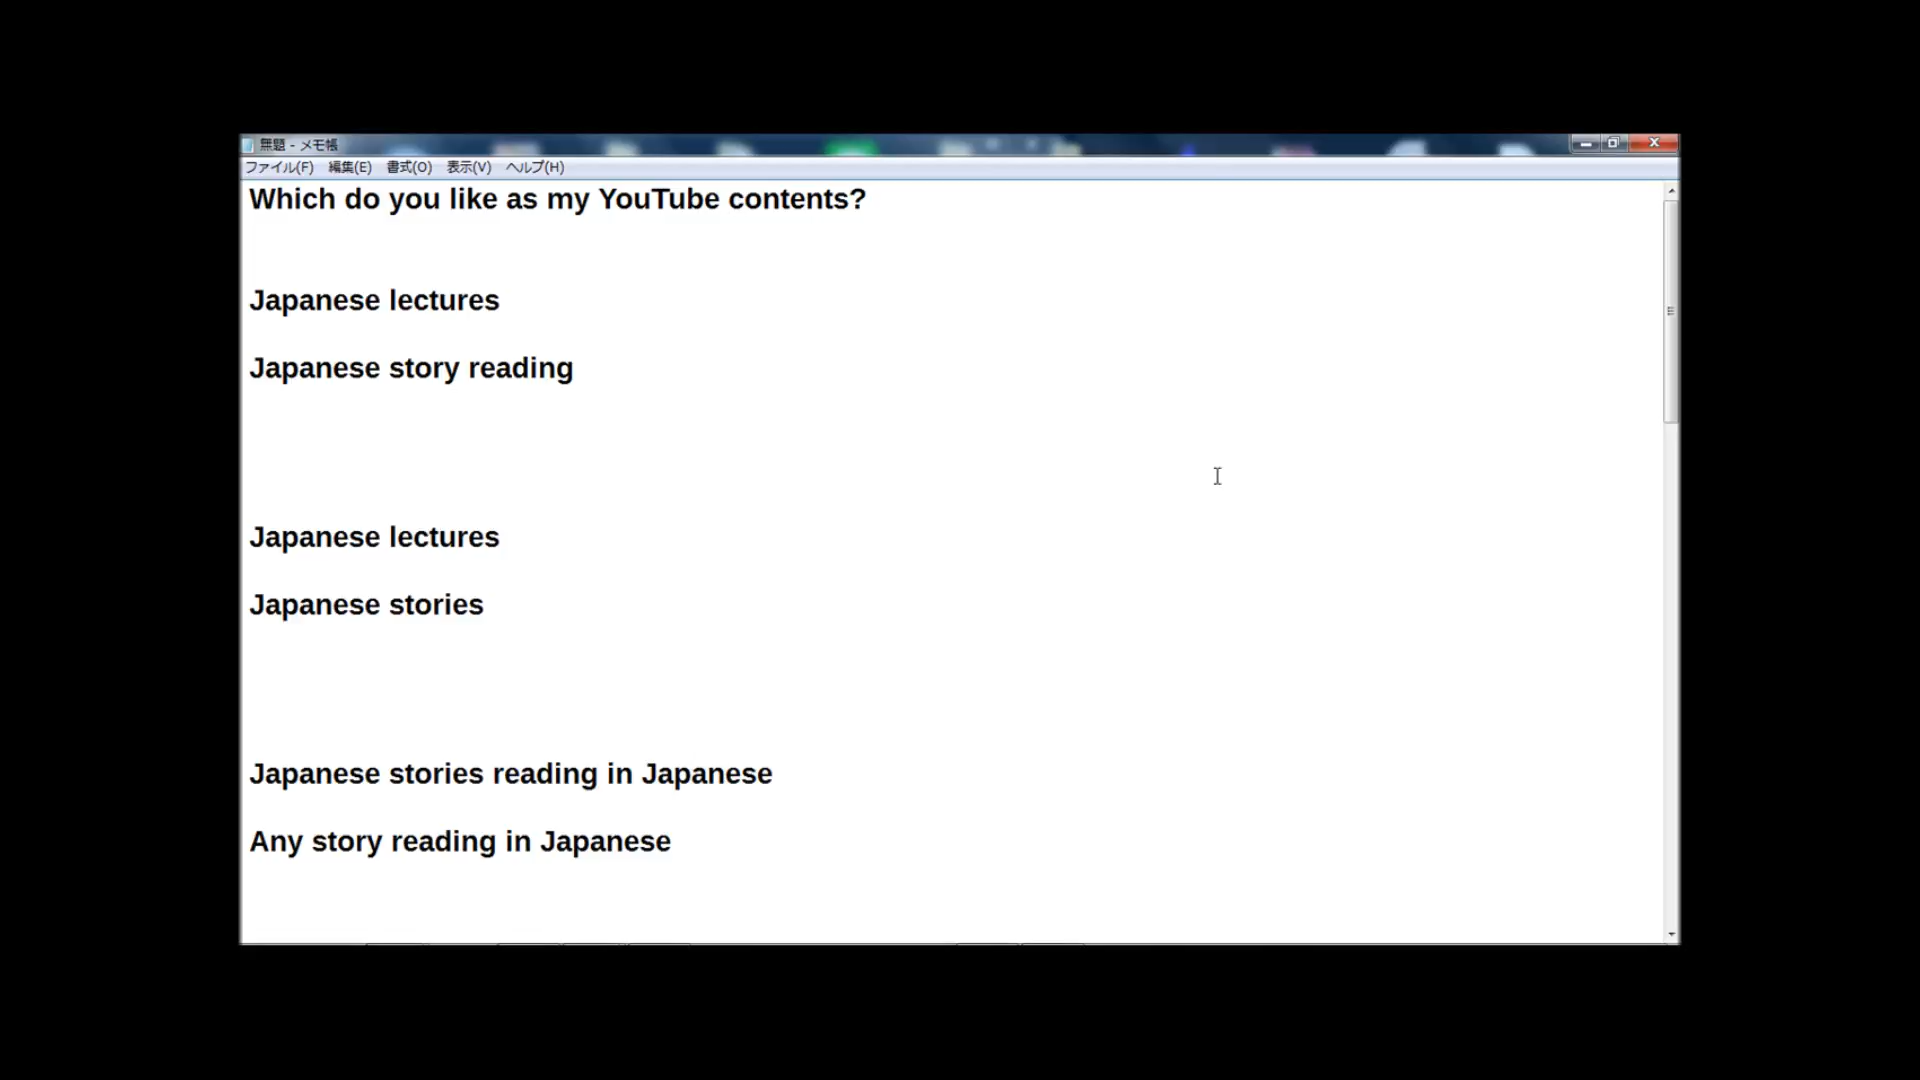 無題 - メモ帳
ファイル(F) 編集(E) 書式(O) 表示(V) ヘルプ(H)
Which do you like as my YouTube contents?
Japanese lectures
Japanese story reading
Japanese lectures
Japanese stories
Japanese stories reading in Japanese
Any story reading in Japanese